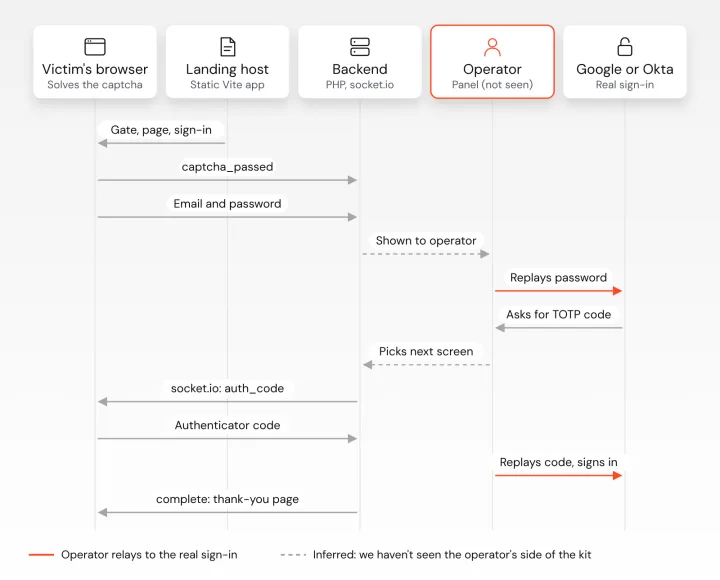 Victim's browser
Solves the captcha
Landing host
Static Vite app
Backend
PHP, socket.io
Operator
Panel (not seen)
Google or Okta
Real sign-in
Gate, page, sign-in
captcha_passed
Email and password
Shown to operator
Replays password
Asks for TOTP code
Picks next screen
socket.io: auth_code
Authenticator code
Replays code, signs in
complete: thank-you page
Operator relays to the real sign-in
Inferred: we haven't seen the operator's side of the kit